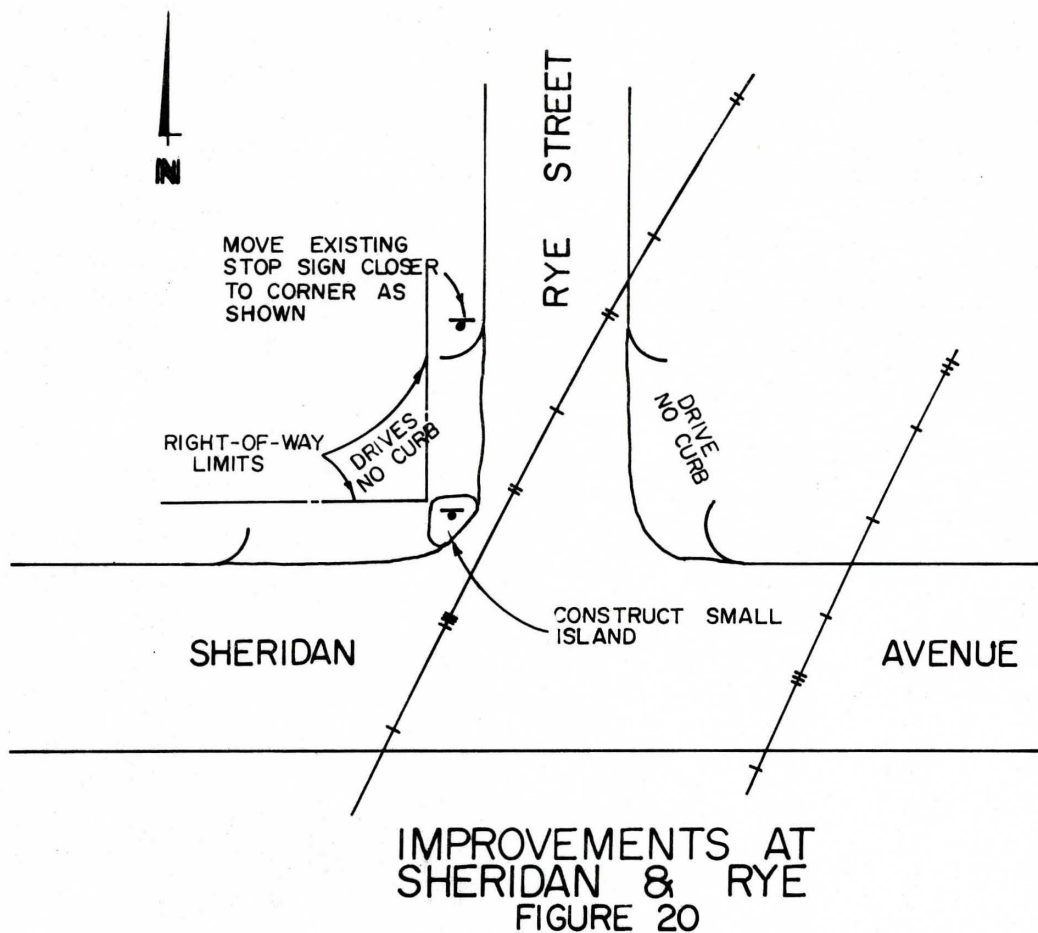 N
RYE STREET
MOVE EXISTING
STOP SIGN CLOSER
TO CORNER AS
SHOWN
RIGHT-OF-WAY
LIMITS
DRIVES
NO CURB
DRIVE
NO CURB
CONSTRUCT SMALL
ISLAND
SHERIDAN AVENUE
IMPROVEMENTS AT
SHERIDAN & RYE
FIGURE 20